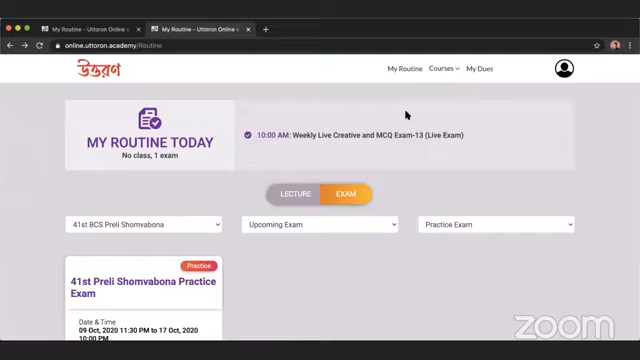 My Routine - Uttoron Online
My Routine - Uttoron Online
online.uttoron.academy/Routine
উত্তরণ
My Routine
Courses
My Dues
MY ROUTINE TODAY
No class, 1 exam
10:00 AM: Weekly Live Creative and MCQ Exam-13 (Live Exam)
LECTURE
EXAM
41st BCS Preli Shomvabona
Upcoming Exam
Practice Exam
Practice
41st Preli Shomvabona Practice
Exam
Date & Time
09 Oct, 2020 11:30 PM to 17 Oct, 2020
10:00 PM
zoom